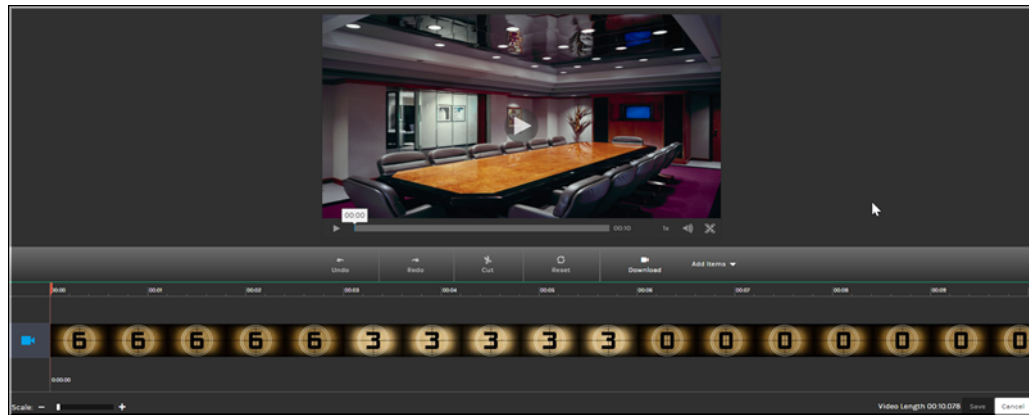 00:00
00:10 1x
Undo Redo Cut Reset Download Add Items
00:00 00:01 00:02 00:03 00:04 00:05 00:06 00:07 00:08 00:09
6 6 6 6 6 3 3 3 3 3 0 0 0 0 0 0 0
0:00:00
Scale: − + Video Length 00:10.078 Save Cancel